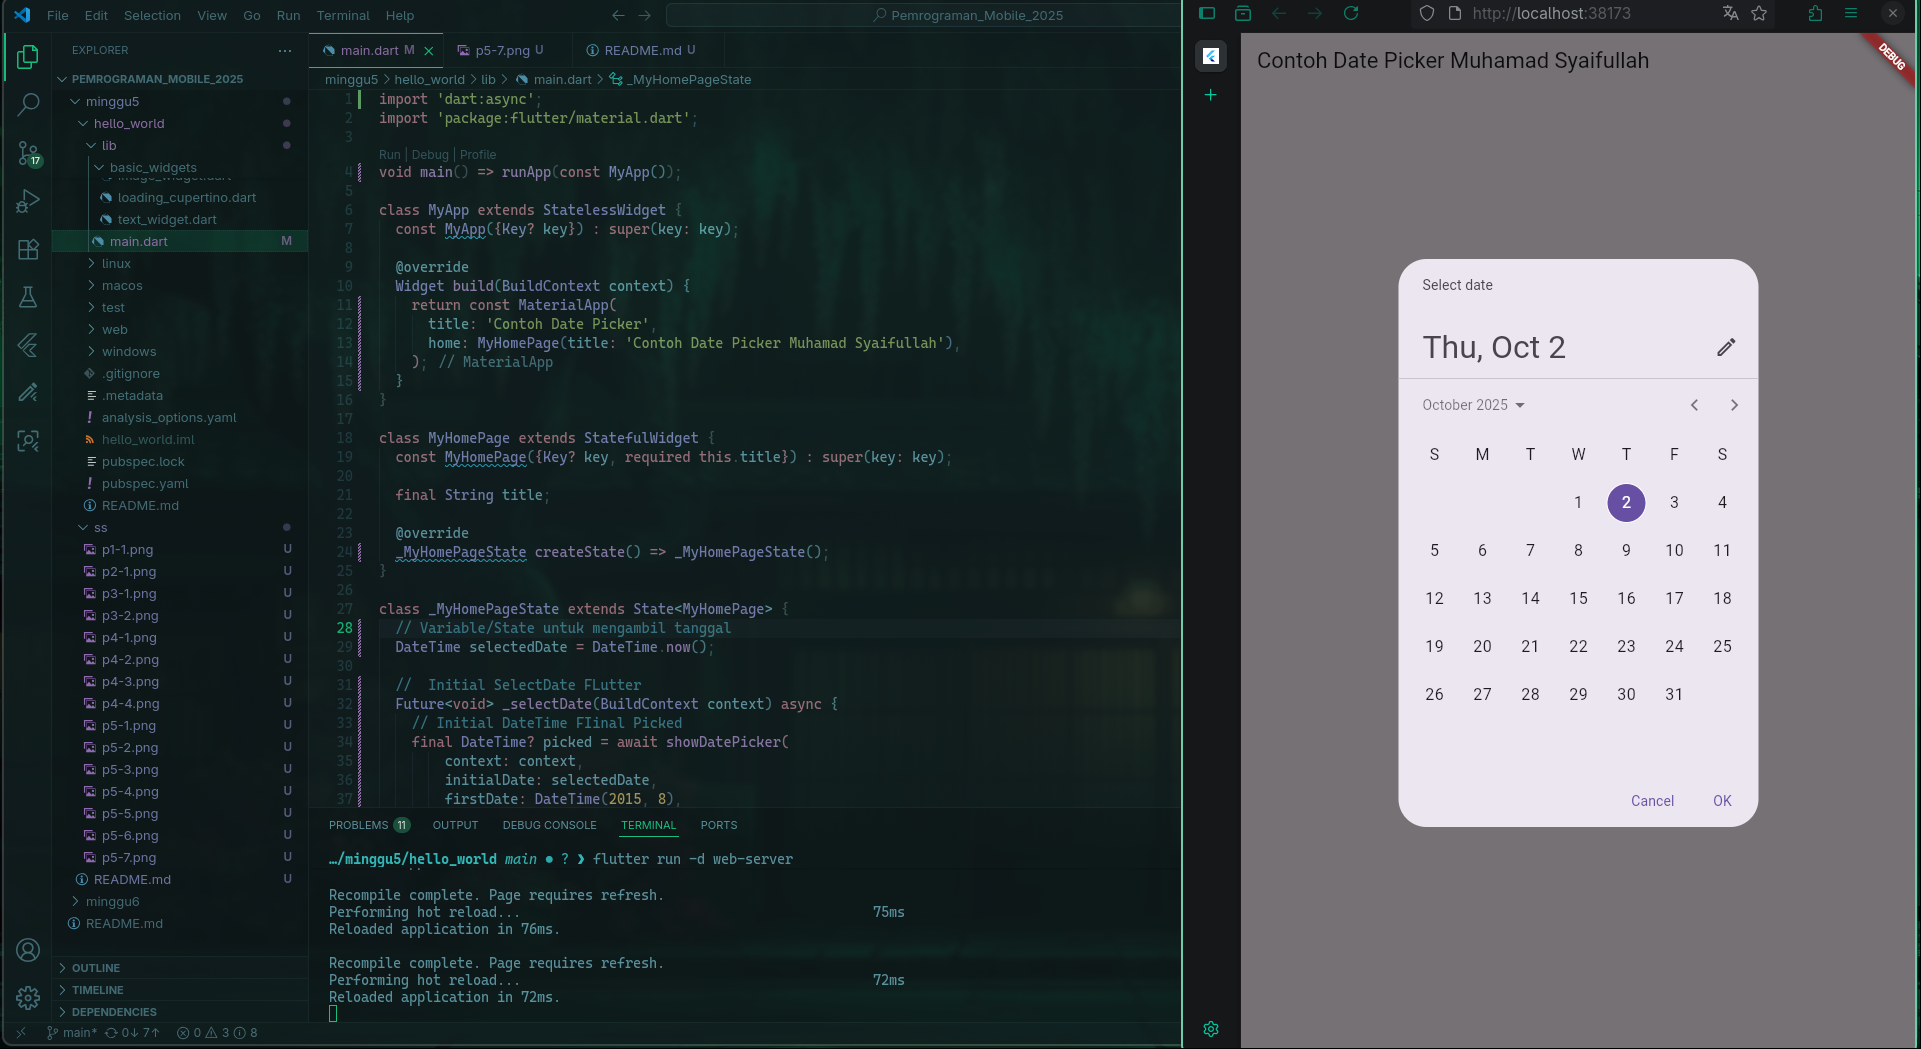 File Edit Selection View Go Run Terminal Help
Pemrograman_Mobile_2025
EXPLORER
PEMROGRAMAN_MOBILE_2025
minggu5
hello_world
lib
basic_widgets
image_widget.dart
loading_cupertino.dart
text_widget.dart
main.dart M
linux
macos
test
web
windows
.gitignore
.metadata
analysis_options.yaml
hello_world.iml
pubspec.lock
pubspec.yaml
README.md
ss
p1-1.png U
p2-1.png U
p3-1.png U
p3-2.png U
p4-1.png U
p4-2.png U
p4-3.png U
p4-4.png U
p5-1.png U
p5-2.png U
p5-3.png U
p5-4.png U
p5-5.png U
p5-6.png U
p5-7.png U
README.md U
minggu6
README.md
OUTLINE
TIMELINE
DEPENDENCIES
17
main.dart M
p5-7.png U
README.md U
minggu5 > hello_world > lib > main.dart > _MyHomePageState
1 import 'dart:async';
2 import 'package:flutter/material.dart';
3
Run | Debug | Profile
4 void main() => runApp(const MyApp());
5
6 class MyApp extends StatelessWidget {
7 const MyApp({Key? key}) : super(key: key);
8
9 @override
10 Widget build(BuildContext context) {
11 return const MaterialApp(
12 title: 'Contoh Date Picker',
13 home: MyHomePage(title: 'Contoh Date Picker Muhamad Syaifullah'),
14 ); // MaterialApp
15 }
16 }
17
18 class MyHomePage extends StatefulWidget {
19 const MyHomePage({Key? key, required this.title}) : super(key: key);
20
21 final String title;
22
23 @override
24 _MyHomePageState createState() => _MyHomePageState();
25 }
26
27 class _MyHomePageState extends State<MyHomePage> {
28 // Variable/State untuk mengambil tanggal
29 DateTime selectedDate = DateTime.now();
30
31 //  Initial SelectDate FLutter
32 Future<void> _selectDate(BuildContext context) async {
33 // Initial DateTime FIinal Picked
34 final DateTime? picked = await showDatePicker(
35 context: context,
36 initialDate: selectedDate,
37 firstDate: DateTime(2015, 8),
PROBLEMS 11 OUTPUT DEBUG CONSOLE TERMINAL PORTS
…/minggu5/hello_world main ● ? ❯ flutter run -d web-server
Recompile complete. Page requires refresh.
Performing hot reload... 75ms
Reloaded application in 76ms.
Recompile complete. Page requires refresh.
Performing hot reload... 72ms
Reloaded application in 72ms.
main* 0↓ 7↑ 0 3 8
http://localhost:38173
Contoh Date Picker Muhamad Syaifullah
DEBUG
Select date
Thu, Oct 2
October 2025
S M T W T F S
1 2 3 4
5 6 7 8 9 10 11
12 13 14 15 16 17 18
19 20 21 22 23 24 25
26 27 28 29 30 31
Cancel OK